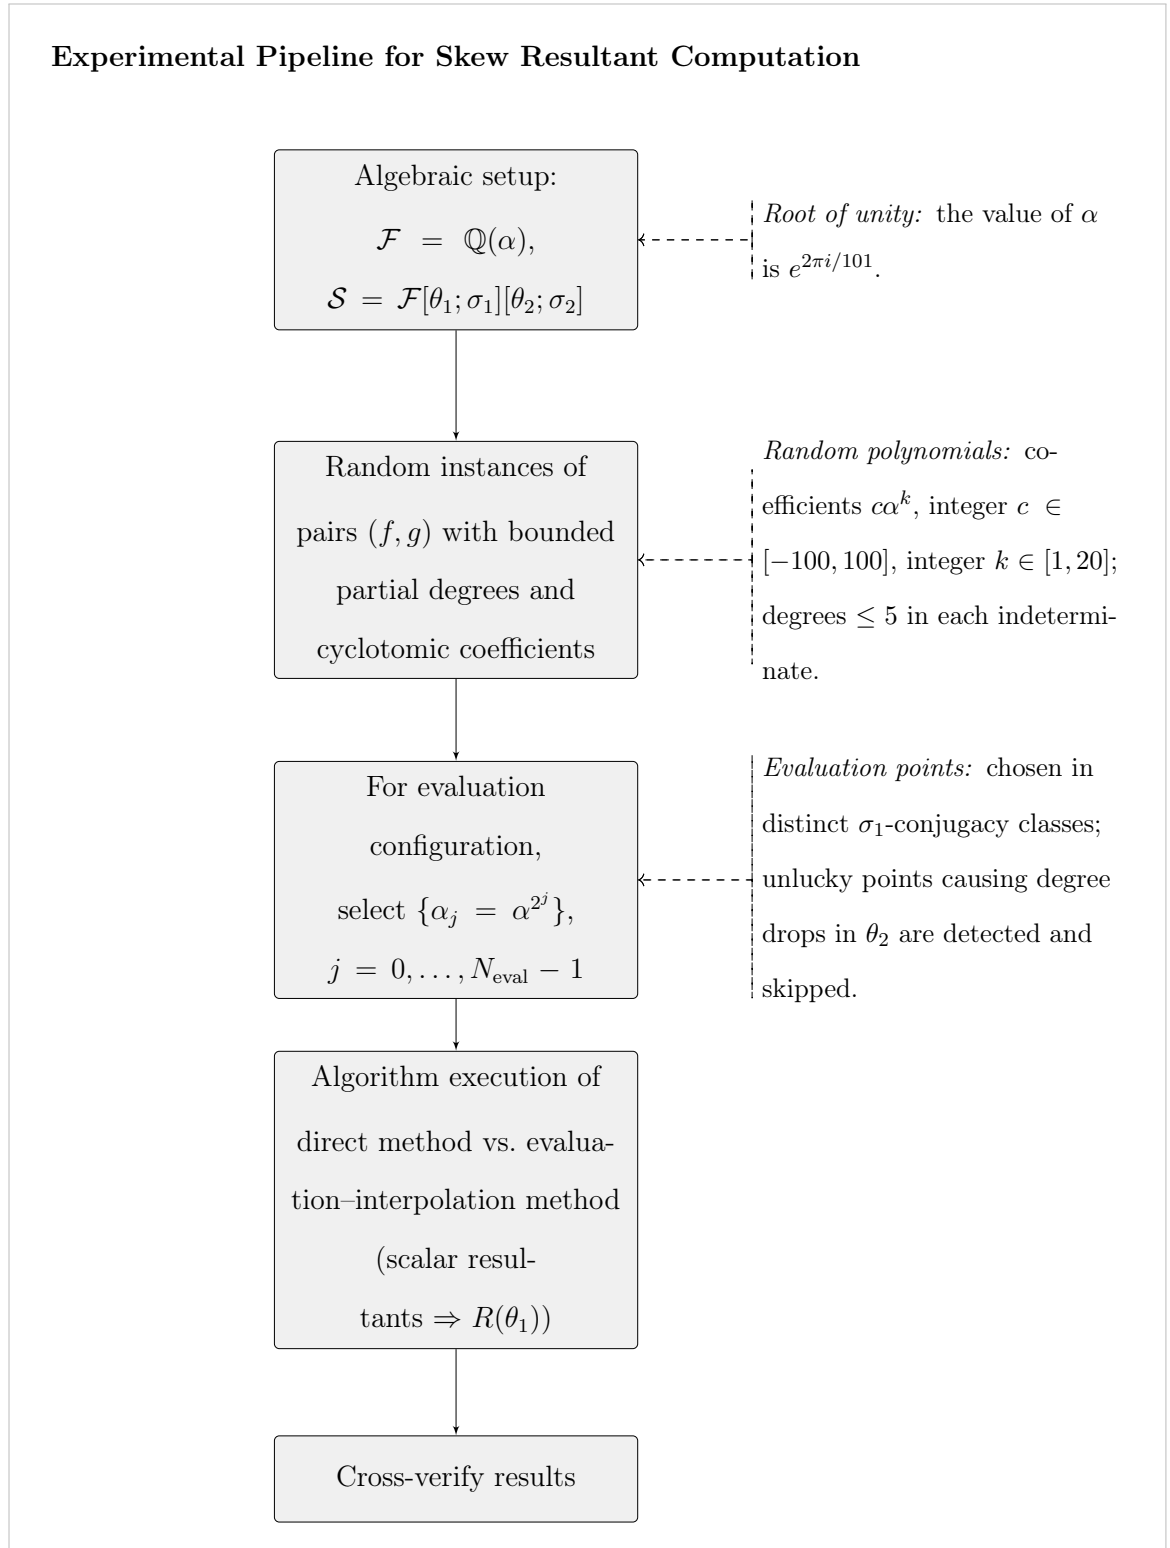 Experimental Pipeline for Skew Resultant Computation
Algebraic setup:
ℱ = ℚ(α),
𝒮 = ℱ[θ₁; σ₁][θ₂; σ₂]
Root of unity: the value of α
is e^{2πi/101}.
Random instances of
pairs (f, g) with bounded
partial degrees and
cyclotomic coefficients
Random polynomials: co-
efficients cα^k, integer c ∈
[−100, 100], integer k ∈ [1, 20];
degrees ≤ 5 in each indetermi-
nate.
For evaluation
configuration,
select {α_j = α^{2^j}},
j = 0, . . . , N_eval − 1
Evaluation points: chosen in
distinct σ₁-conjugacy classes;
unlucky points causing degree
drops in θ₂ are detected and
skipped.
Algorithm execution of
direct method vs. evalua-
tion–interpolation method
(scalar resul-
tants ⇒ R(θ₁))
Cross-verify results